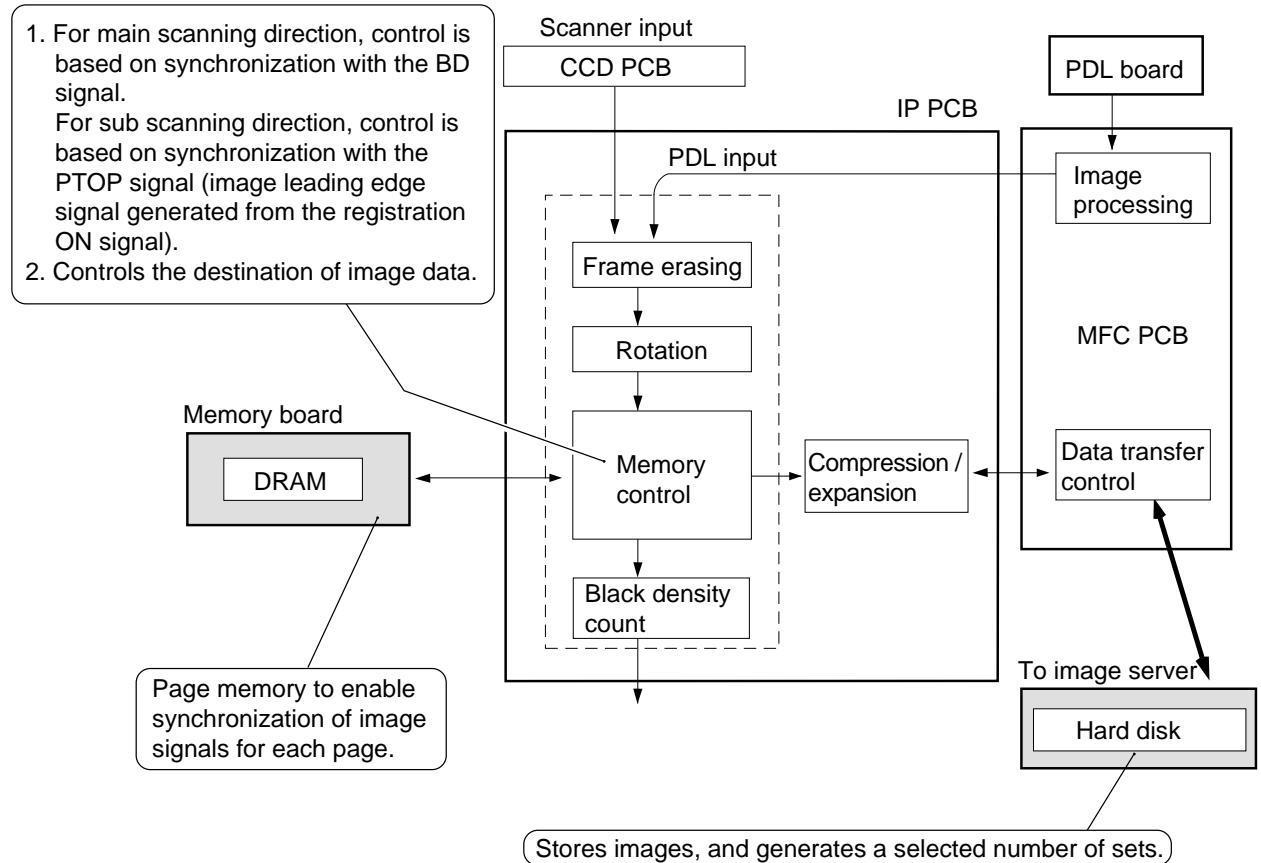 1. For main scanning direction, control is
based on synchronization with the BD
signal.
For sub scanning direction, control is
based on synchronization with the
PTOP signal (image leading edge
signal generated from the registration
ON signal).
2. Controls the destination of image data.
Scanner input
CCD PCB
PDL board
IP PCB
PDL input
Image
processing
Frame erasing
Rotation
MFC PCB
Memory board
DRAM
Memory
control
Compression /
expansion
Data transfer
control
Black density
count
Page memory to enable
synchronization of image
signals for each page.
To image server
Hard disk
Stores images, and generates a selected number of sets.